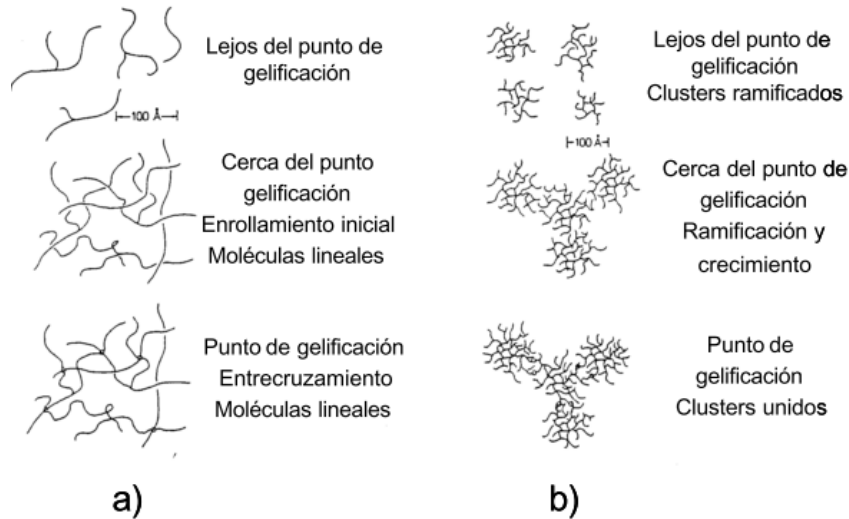 Lejos del punto de
gelificación
100 Å
Cerca del punto
gelificación
Enrollamiento inicial
Moléculas lineales
Punto de gelificación
Entrecruzamiento
Moléculas lineales
a)
Lejos del punto de
gelificación
Clusters ramificados
100 Å
Cerca del punto de
gelificación
Ramificación y
crecimiento
Punto de
gelificación
Clusters unidos
b)